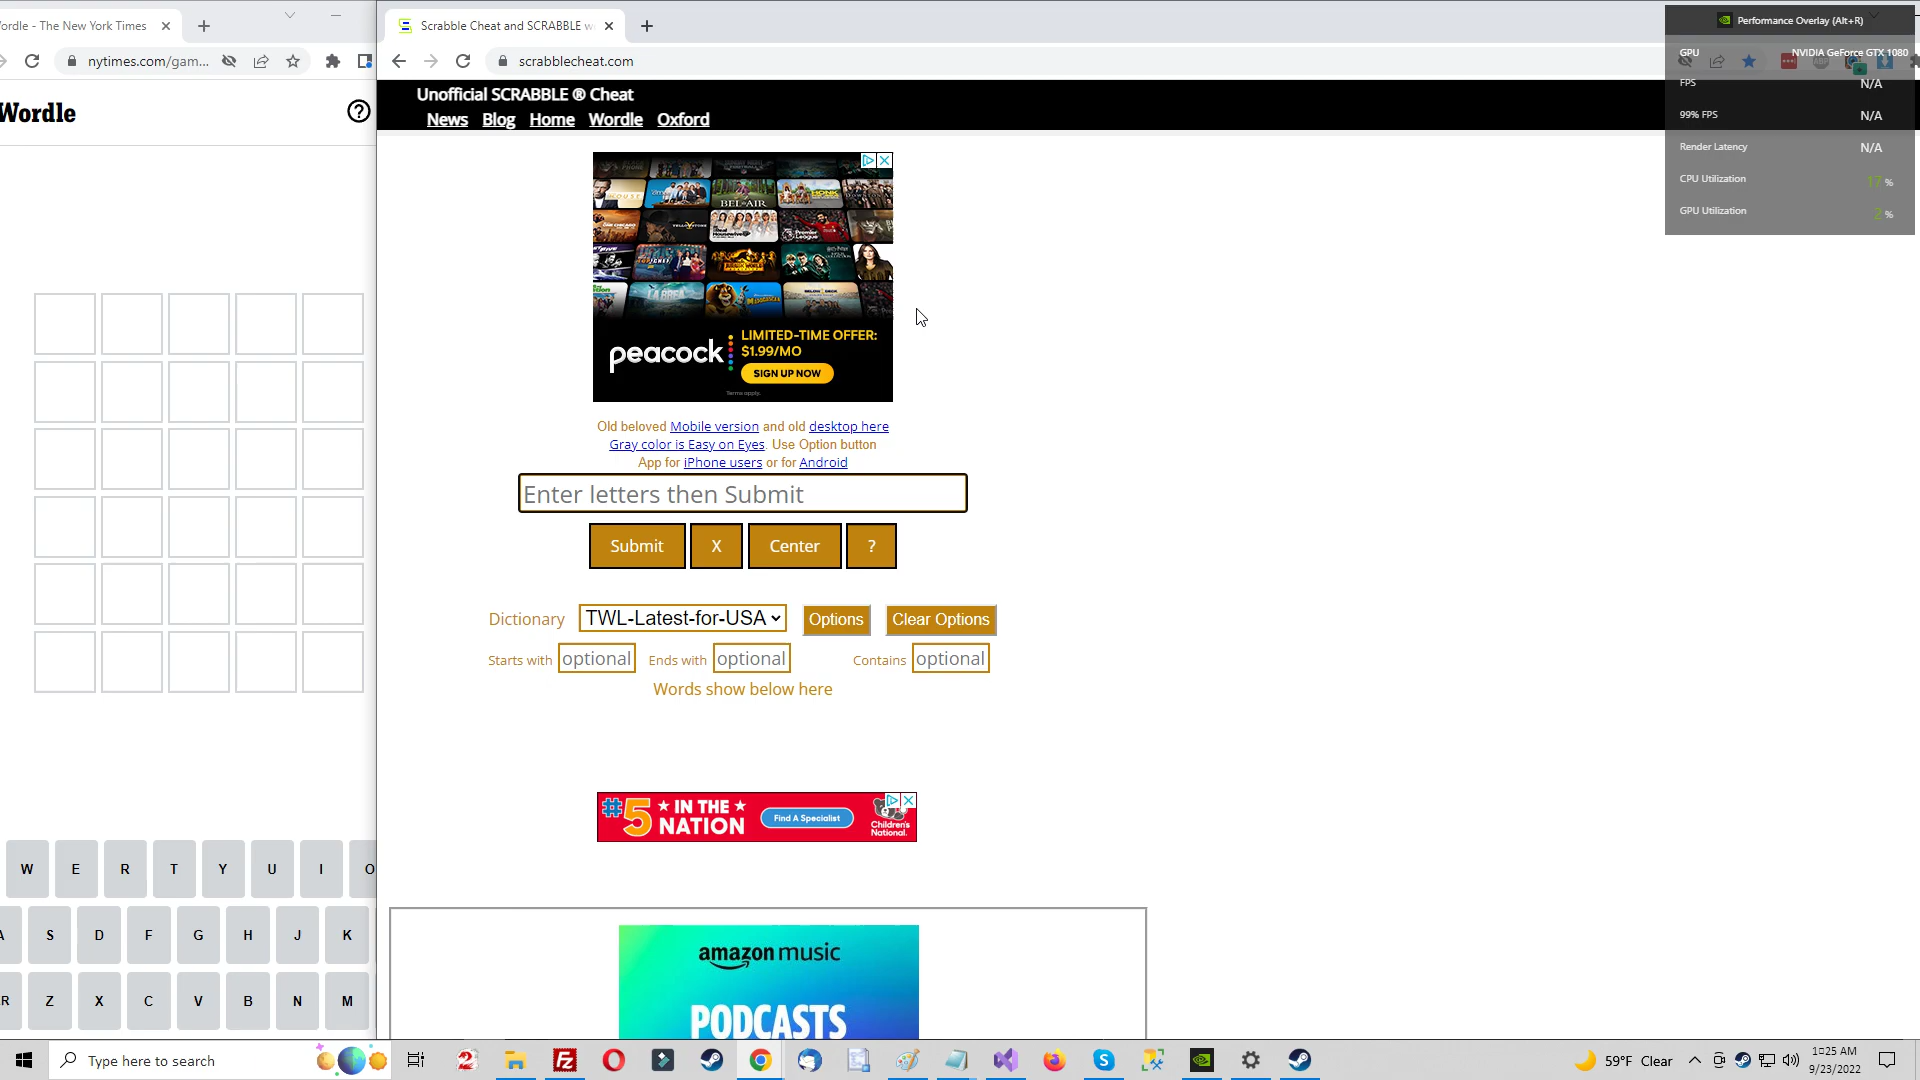 ordle - The New York Times
Scrabble Cheat and SCRABBLE w
nytimes.com/gam...
scrabblecheat.com
Wordle
Unofficial SCRABBLE ® Cheat
News Blog Home Wordle Oxford
Performance Overlay (Alt+R)
GPU NVIDIA GeForce GTX 1080
FPS N/A
99% FPS N/A
Render Latency N/A
CPU Utilization 17 %
GPU Utilization 2 %
BEL-AIR
LA BREA
peacock
LIMITED-TIME OFFER:
$1.99/MO
SIGN UP NOW
Terms apply.
Old beloved Mobile version and old desktop here
Gray color is Easy on Eyes. Use Option button
App for iPhone users or for Android
Enter letters then Submit
Submit X Center ?
Dictionary TWL-Latest-for-USA Options Clear Options
Starts with optional Ends with optional Contains optional
Words show below here
#5 IN THE NATION
Find A Specialist
Children's National.
W E R T Y U I O
A S D F G H J K
R Z X C V B N M
amazon music
PODCASTS
Type here to search
59°F Clear
1:25 AM
9/23/2022